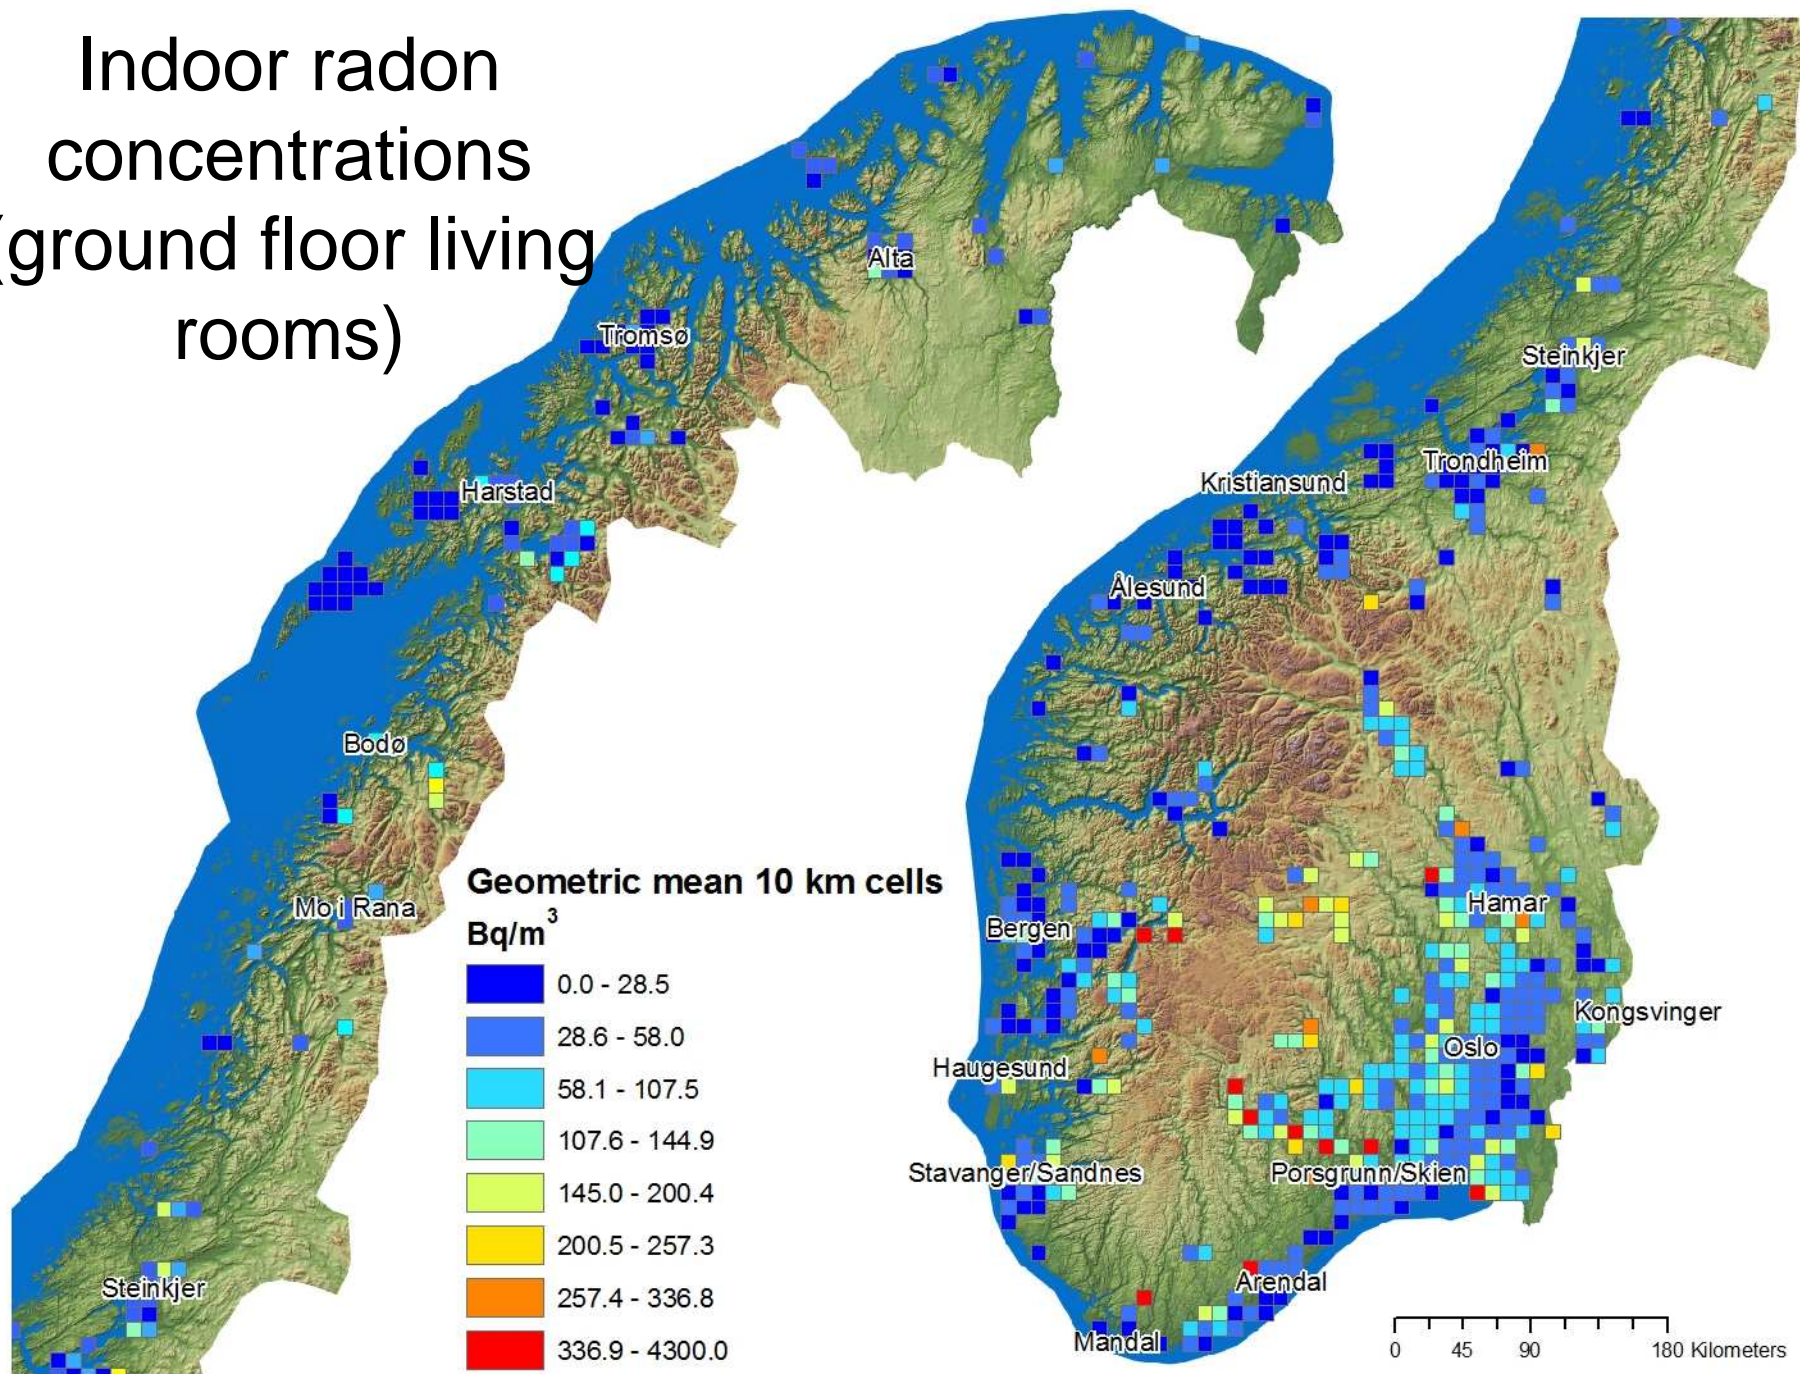 Indoor radon
concentrations
(ground floor living
rooms)
Alta
Tromsø
Harstad
Bodø
Mo i Rana
Steinkjer
Steinkjer
Trondheim
Kristiansund
Ålesund
Hamar
Bergen
Kongsvinger
Oslo
Haugesund
Stavanger/Sandnes
Porsgrunn/Skien
Arendal
Mandal
Geometric mean 10 km cells
Bq/m³
0.0 - 28.5
28.6 - 58.0
58.1 - 107.5
107.6 - 144.9
145.0 - 200.4
200.5 - 257.3
257.4 - 336.8
336.9 - 4300.0
0 45 90 180 Kilometers